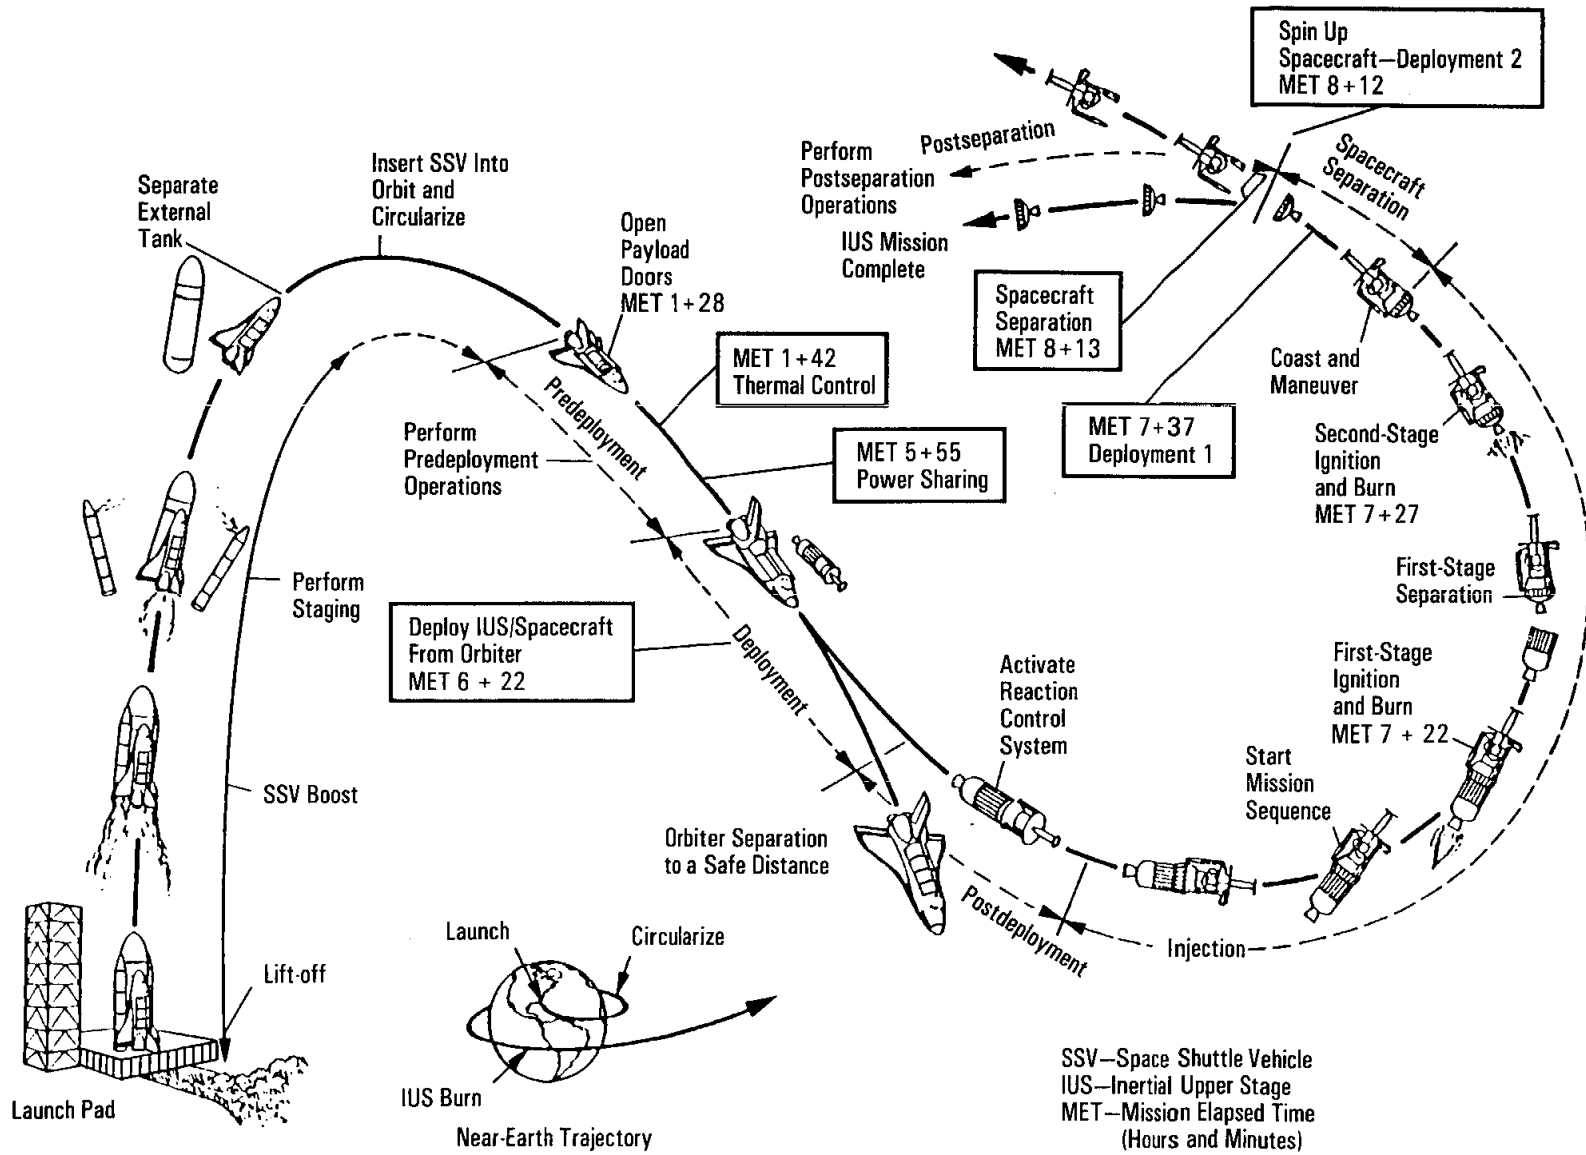 Spin Up
Spacecraft—Deployment 2
MET 8+12
Postseparation
Spacecraft
Separation
Perform
Postseparation
Operations
IUS Mission
Complete
Insert SSV Into
Orbit and
Circularize
Separate
External
Tank
Open
Payload
Doors
MET 1+28
Spacecraft
Separation
MET 8+13
MET 1+42
Thermal Control
Coast and
Maneuver
Predeployment
Perform
Predeployment
Operations
MET 7+37
Deployment 1
MET 5+55
Power Sharing
Second-Stage
Ignition
and Burn
MET 7+27
Perform
Staging
First-Stage
Separation
Deploy IUS/Spacecraft
From Orbiter
MET 6 + 22
Deployment
Activate
Reaction
Control
System
First-Stage
Ignition
and Burn
MET 7 + 22
Start
Mission
Sequence
SSV Boost
Orbiter Separation
to a Safe Distance
Postdeployment
Injection
Launch
Circularize
Lift-off
IUS Burn
Launch Pad
Near-Earth Trajectory
SSV—Space Shuttle Vehicle
IUS—Inertial Upper Stage
MET—Mission Elapsed Time
(Hours and Minutes)